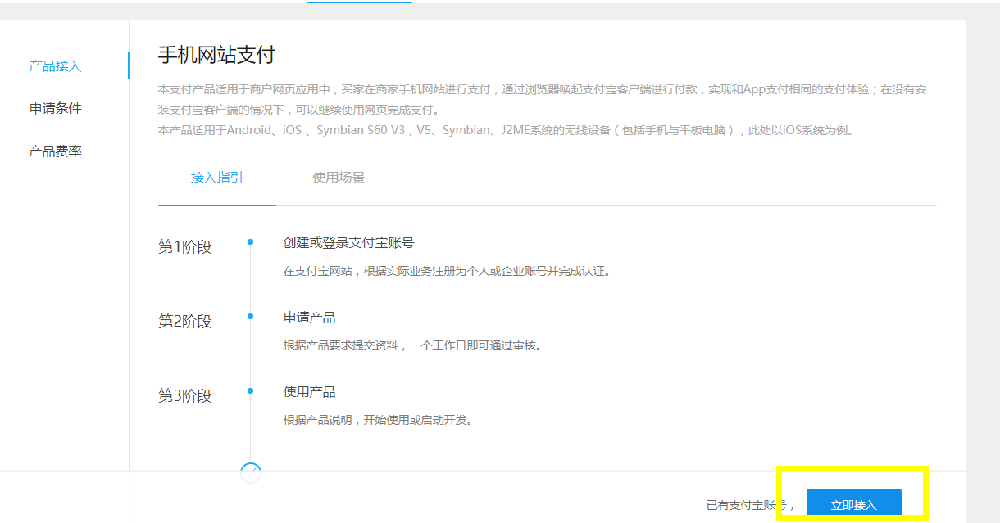 手机网站支付
产品接入
本支付产品适用于商户网页应用中，买家在商家手机网站进行支付，通过浏览器唤起支付宝客户端进行付款，实现和App支付相同的支付体验；在没有安
申请条件
装支付宝客户端的情况下，可以继续使用网页完成支付。
本产品适用于Android、iOS 、Symbian S60 V3，V5、Symbian、J2ME系统的无线设备（包括手机与平板电脑），此处以iOS系统为例。
产品费率
接入指引 使用场景
第1阶段 创建或登录支付宝账号
在支付宝网站，根据实际业务注册为个人或企业账号并完成认证。
第2阶段 申请产品
根据产品要求提交资料，一个工作日即可通过审核。
第3阶段 使用产品
根据产品说明，开始使用或启动开发。
已有支付宝账号， 立即接入